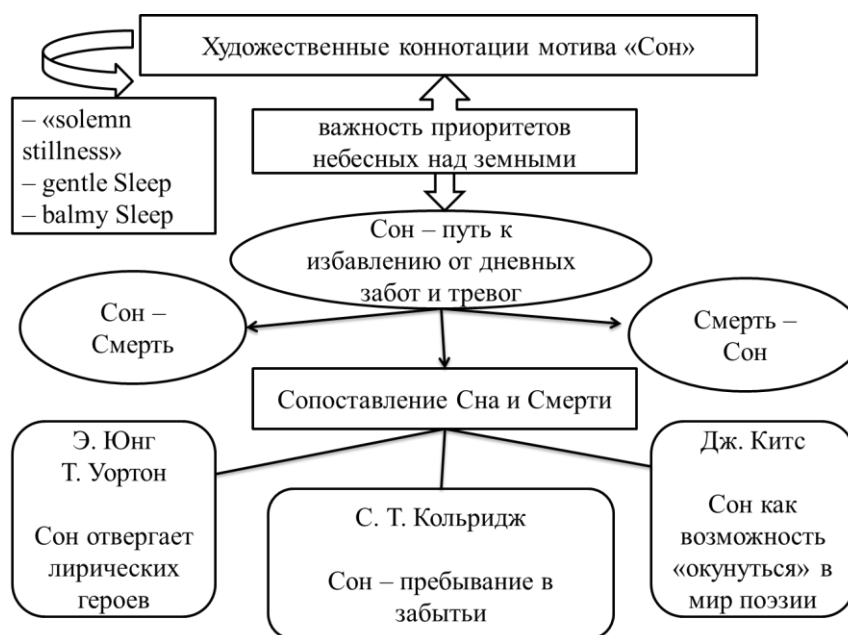 Художественные коннотации мотива «Сон»
– «solemn
stillness»
– gentle Sleep
– balmy Sleep
важность приоритетов
небесных над земными
Сон – путь к
избавлению от дневных
забот и тревог
Сон –
Смерть
Смерть –
Сон
Сопоставление Сна и Смерти
Э. Юнг
Т. Уортон
Сон отвергает
лирических
героев
С. Т. Кольридж
Сон – пребывание в
забытьи
Дж. Китс
Сон как
возможность
«окунуться» в
мир поэзии